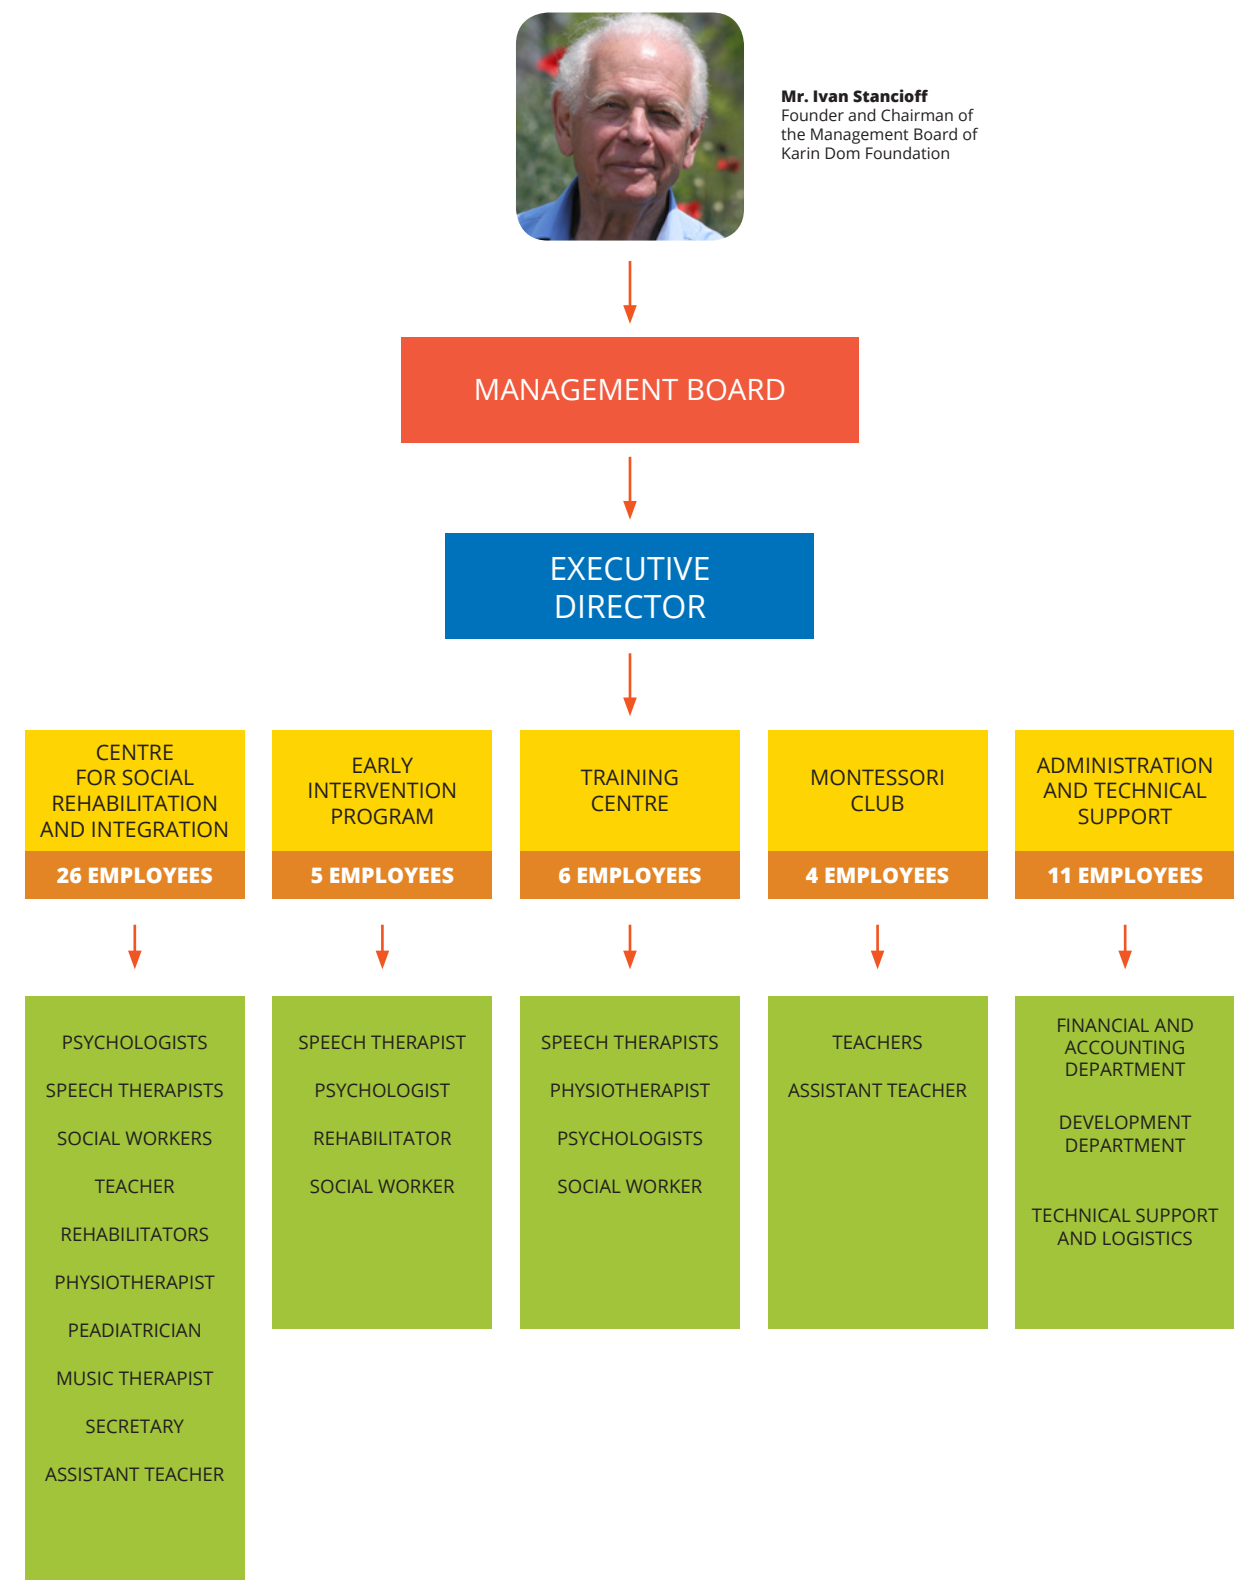 Mr. Ivan Stancioff
Founder and Chairman of
the Management Board of
Karin Dom Foundation
MANAGEMENT BOARD
EXECUTIVE
DIRECTOR
CENTRE
FOR SOCIAL
REHABILITATION
AND INTEGRATION
26 EMPLOYEES
EARLY
INTERVENTION
PROGRAM
5 EMPLOYEES
TRAINING
CENTRE
6 EMPLOYEES
MONTESSORI
CLUB
4 EMPLOYEES
ADMINISTRATION
AND TECHNICAL
SUPPORT
11 EMPLOYEES
PSYCHOLOGISTS
SPEECH THERAPISTS
SOCIAL WORKERS
TEACHER
REHABILITATORS
PHYSIOTHERAPIST
PEADIATRICIAN
MUSIC THERAPIST
SECRETARY
ASSISTANT TEACHER
SPEECH THERAPIST
PSYCHOLOGIST
REHABILITATOR
SOCIAL WORKER
SPEECH THERAPISTS
PHYSIOTHERAPIST
PSYCHOLOGISTS
SOCIAL WORKER
TEACHERS
ASSISTANT TEACHER
FINANCIAL AND
ACCOUNTING
DEPARTMENT
DEVELOPMENT
DEPARTMENT
TECHNICAL SUPPORT
AND LOGISTICS